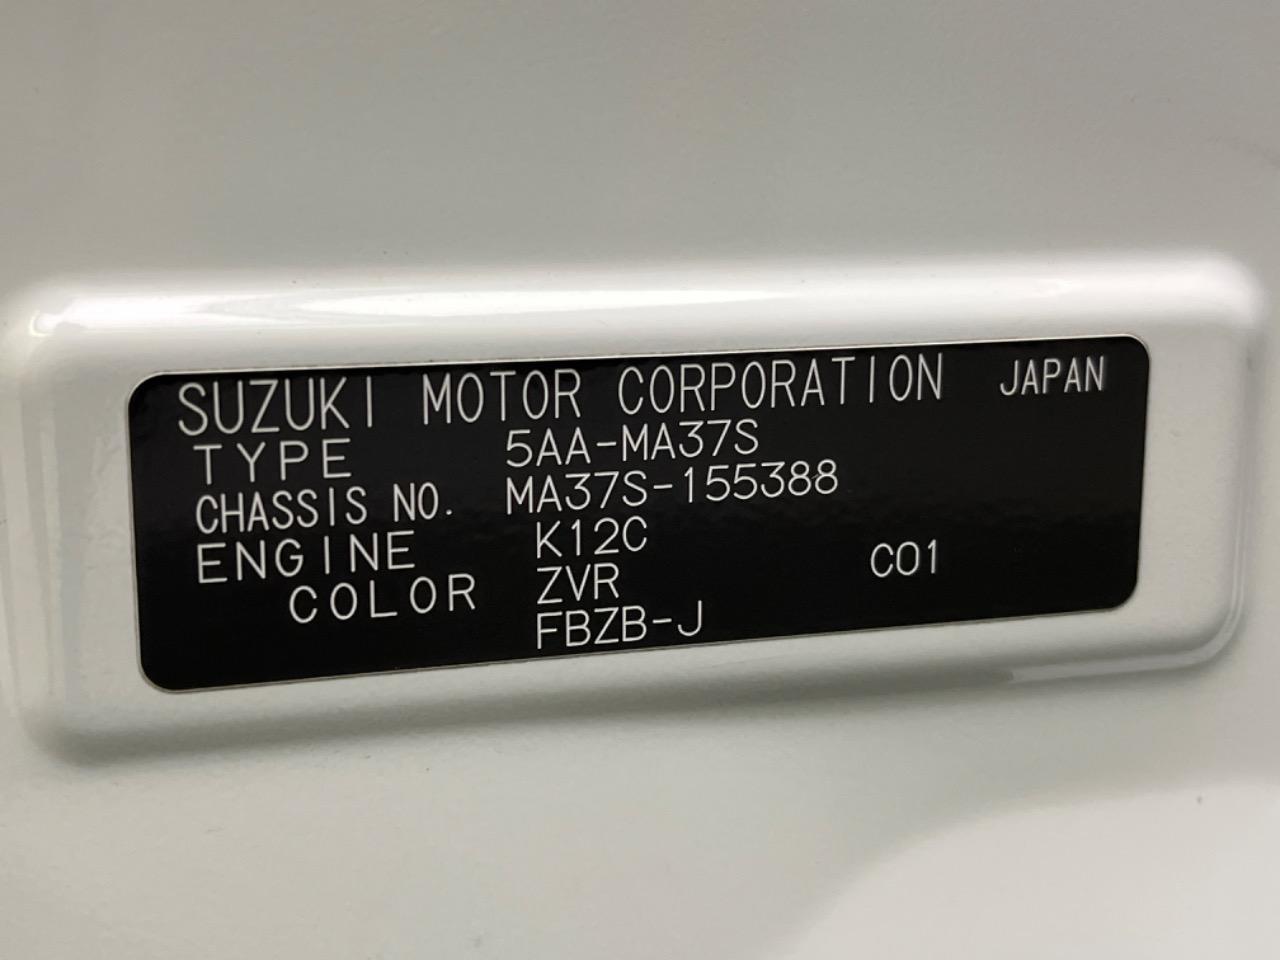 SUZUKI MOTOR CORPORATION JAPAN
TYPE 5AA-MA37S
CHASSIS NO. MA37S-155388
ENGINE K12C
COLOR ZVR C01
FBZB-J